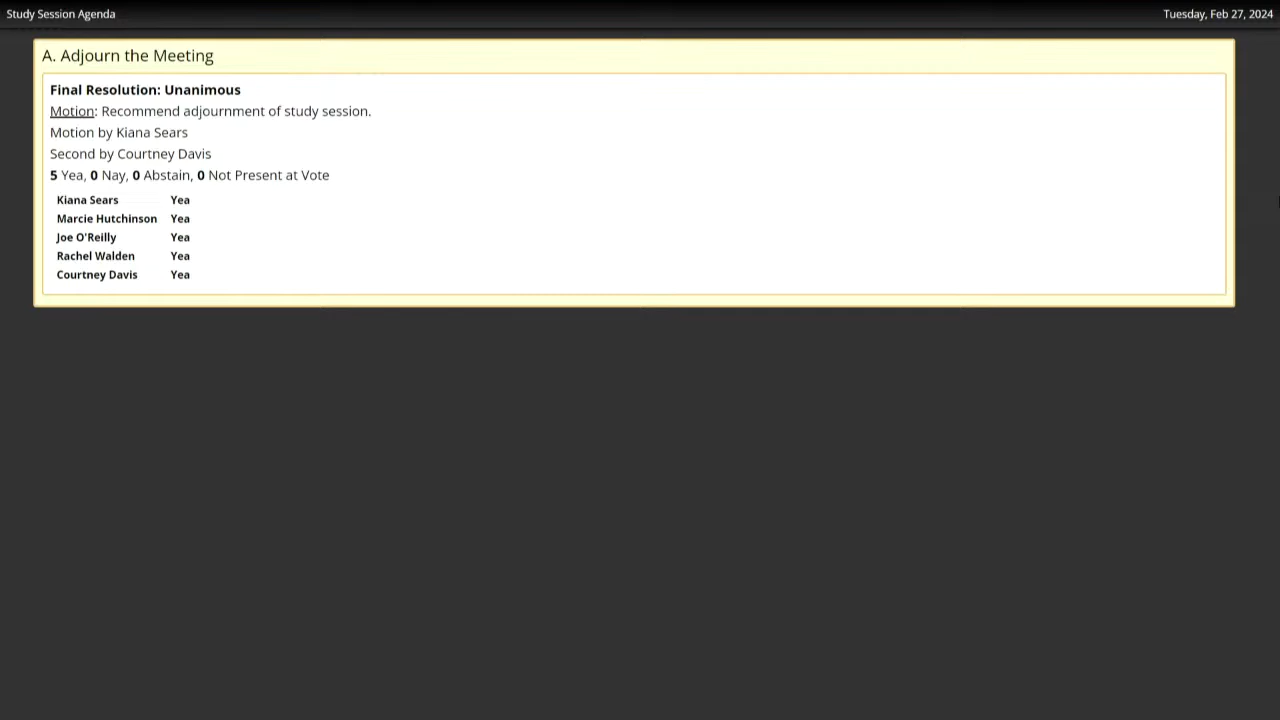 Study Session Agenda
Tuesday, Feb 27, 2024
A. Adjourn the Meeting
Final Resolution: Unanimous
Motion: Recommend adjournment of study session.
Motion by Kiana Sears
Second by Courtney Davis
5 Yea, 0 Nay, 0 Abstain, 0 Not Present at Vote
Kiana Sears Yea
Marcie Hutchinson Yea
Joe O'Reilly Yea
Rachel Walden Yea
Courtney Davis Yea